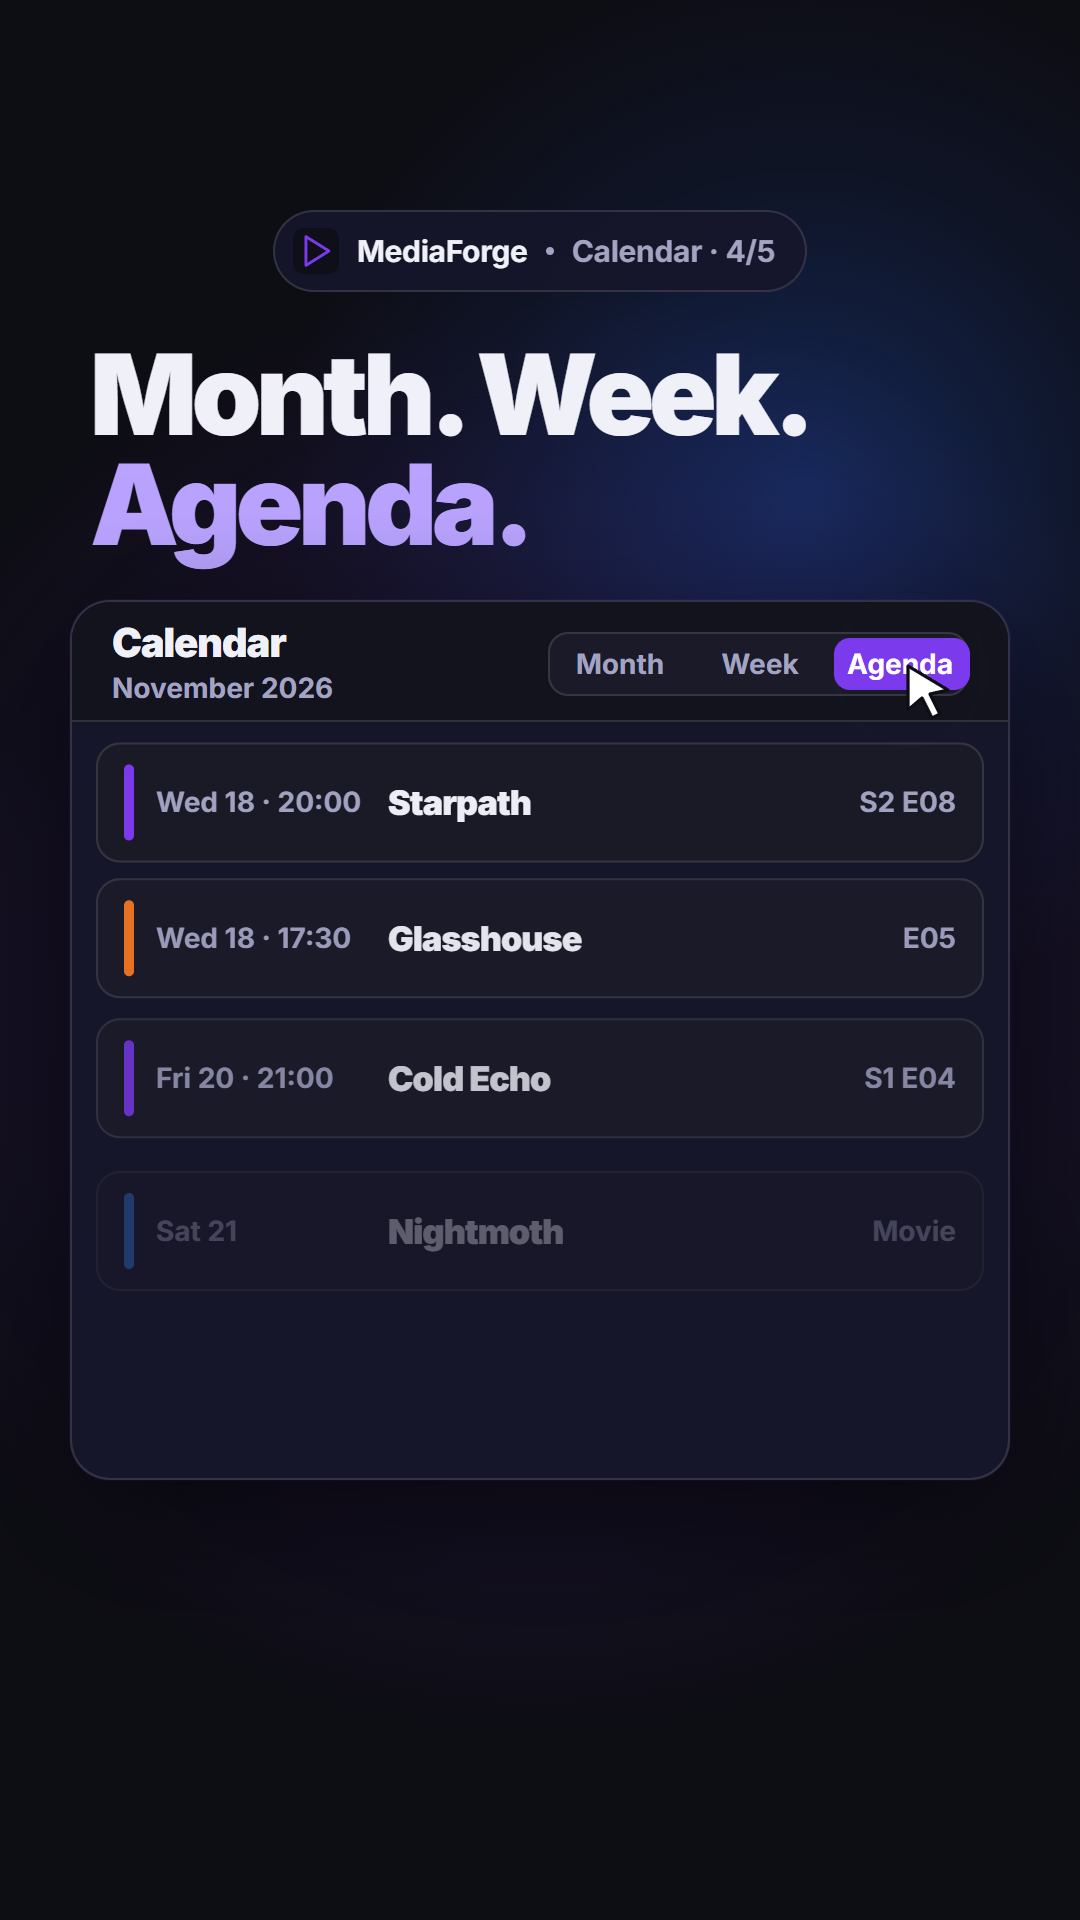 MediaForge • Calendar · 4/5
Month. Week.
Agenda.
Calendar
November 2026
Month Week Agenda
Wed 18 · 20:00 Starpath S2 E08
Wed 18 · 17:30 Glasshouse E05
Fri 20 · 21:00 Cold Echo S1 E04
Sat 21 Nightmoth Movie